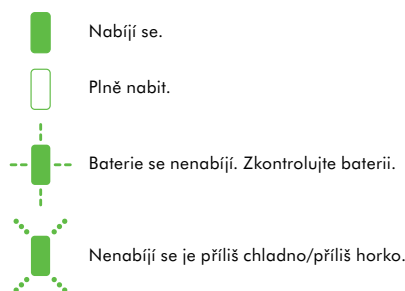 Nabíjí se.
Plně nabit.
Baterie se nenabíjí. Zkontrolujte baterii.
Nenabíjí se je příliš chladno/příliš horko.